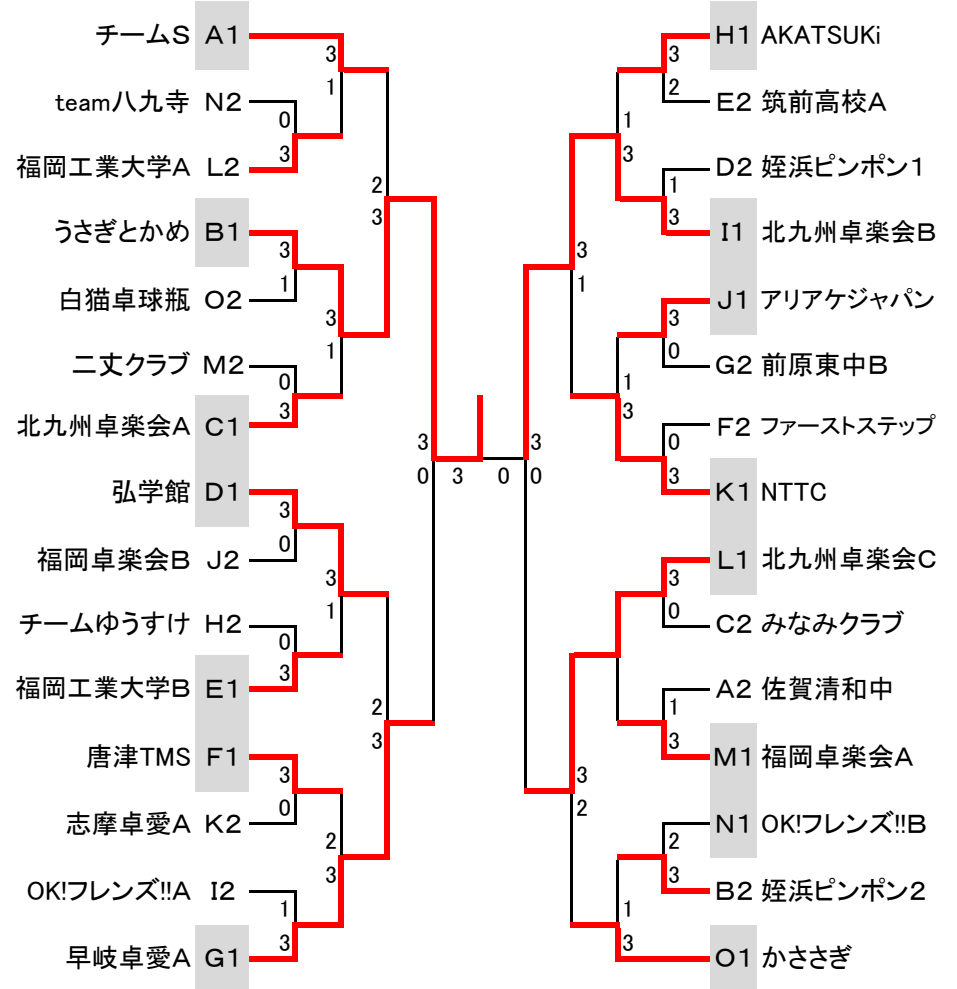 チームS A1
team八九寺 N2
福岡工業大学A L2
うさぎとかめ B1
白猫卓球瓶 O2
二丈クラブ M2
北九州卓楽会A C1
弘学館 D1
福岡卓楽会B J2
チームゆうすけ H2
福岡工業大学B E1
唐津TMS F1
志摩卓愛A K2
OK!フレンズ!!A I2
早岐卓愛A G1
3
1
0
3
2
3
3
1
3
1
0
3
3
0
3
1
0
3
2
3
3
0
2
3
1
3
3
0
3
0
3
0
H1 AKATSUKi
E2 筑前高校A
D2 姪浜ピンポン1
I1 北九州卓楽会B
J1 アリアケジャパン
G2 前原東中B
F2 ファーストステップ
K1 NTTC
L1 北九州卓楽会C
C2 みなみクラブ
A2 佐賀清和中
M1 福岡卓楽会A
N1 OK!フレンズ!!B
B2 姪浜ピンポン2
O1 かささぎ
3
2
1
3
1
3
3
1
3
0
1
3
0
3
3
0
1
3
3
2
2
3
1
3